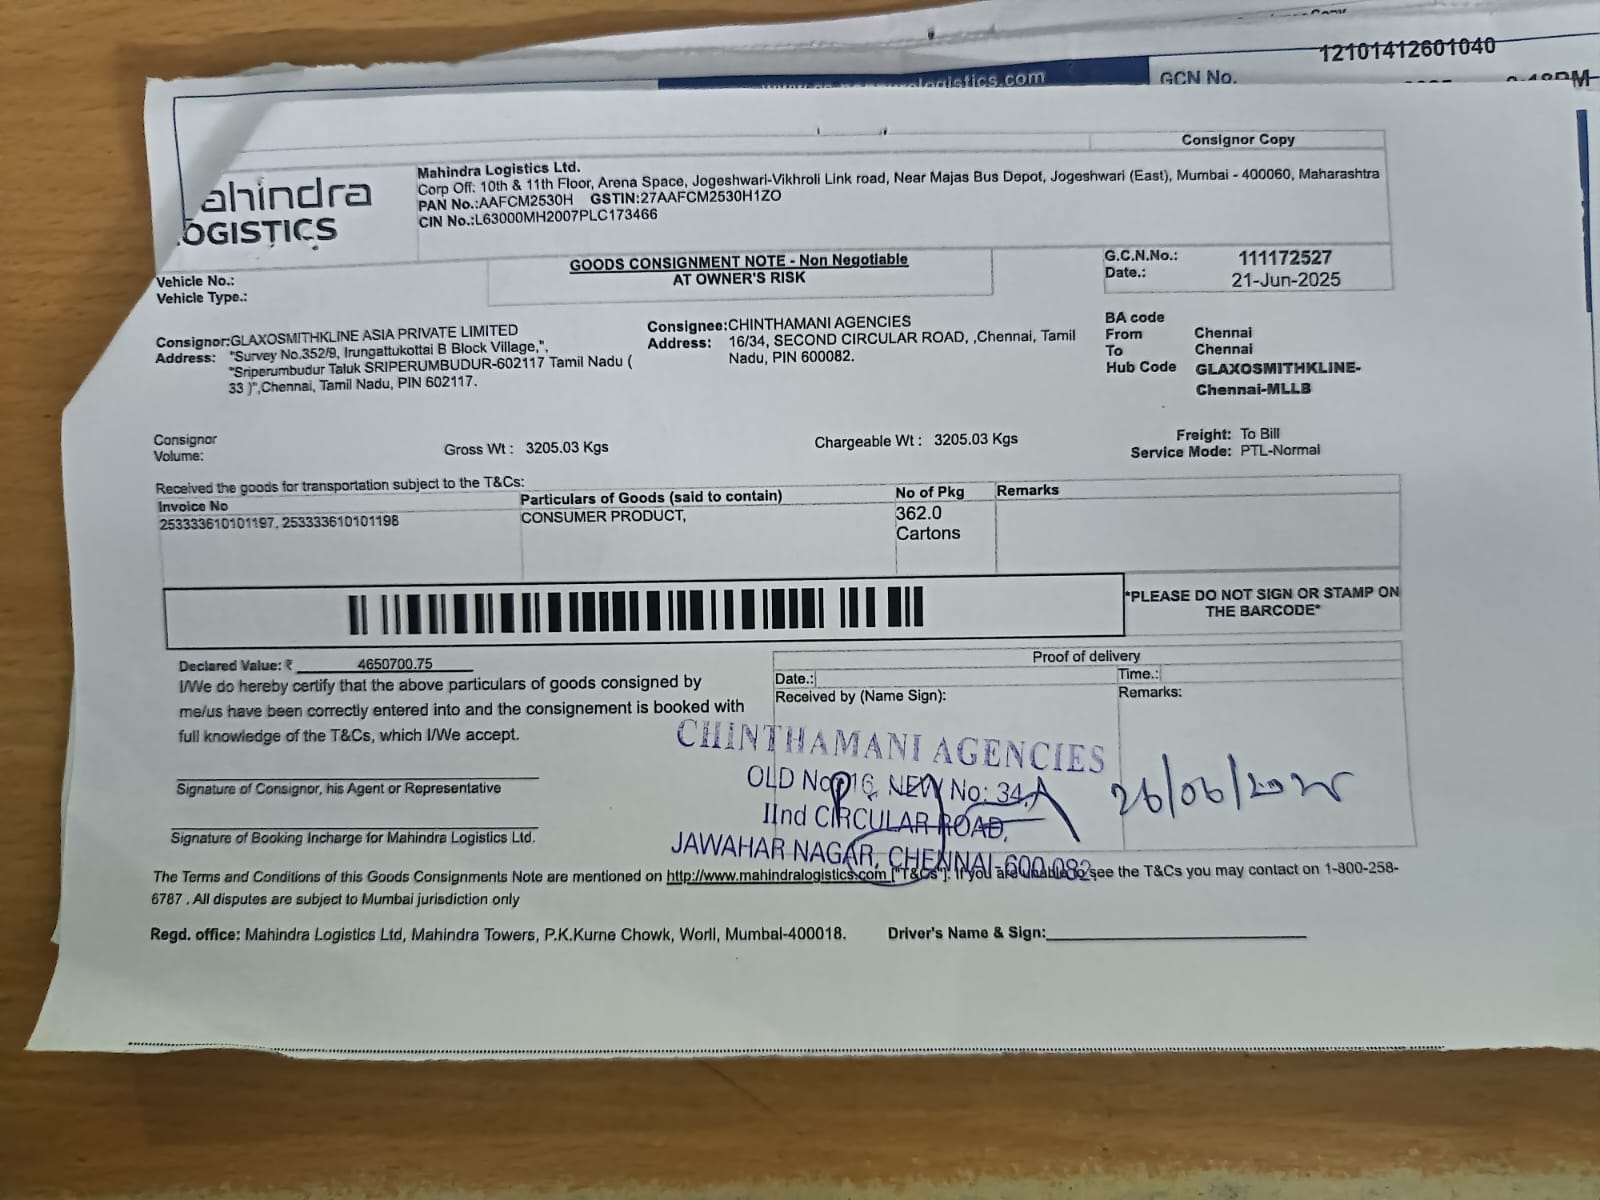 12101412601040
GCN No.
Consignor Copy
ahindra
LOGISTICS
Mahindra Logistics Ltd.
Corp Off: 10th & 11th Floor, Arena Space, Jogeshwari-Vikhroli Link road, Near Majas Bus Depot, Jogeshwari (East), Mumbai - 400060, Maharashtra
PAN No.:AAFCM2530H GSTIN:27AAFCM2530H1ZO
CIN No.:L63000MH2007PLC173466
Vehicle No.:
Vehicle Type.:
GOODS CONSIGNMENT NOTE - Non Negotiable
AT OWNER'S RISK
G.C.N.No.: 111172527
Date.: 21-Jun-2025
Consignor:GLAXOSMITHKLINE ASIA PRIVATE LIMITED
Address: "Survey No.352/9, Irungattukottai B Block Village,",
"Sriperumbudur Taluk SRIPERUMBUDUR-602117 Tamil Nadu (
33 )",Chennai, Tamil Nadu, PIN 602117.
Consignee:CHINTHAMANI AGENCIES
Address: 16/34, SECOND CIRCULAR ROAD, ,Chennai, Tamil
Nadu, PIN 600082.
BA code
From Chennai
To Chennai
Hub Code GLAXOSMITHKLINE-
Chennai-MLLB
Consignor
Volume:
Gross Wt : 3205.03 Kgs
Chargeable Wt : 3205.03 Kgs
Freight: To Bill
Service Mode: PTL-Normal
Received the goods for transportation subject to the T&Cs:
Invoice No Particulars of Goods (said to contain) No of Pkg Remarks
253333610101197, 253333610101198 CONSUMER PRODUCT, 362.0
Cartons
*PLEASE DO NOT SIGN OR STAMP ON
THE BARCODE*
Declared Value: ₹ 4650700.75
I/We do hereby certify that the above particulars of goods consigned by
me/us have been correctly entered into and the consignement is booked with
full knowledge of the T&Cs, which I/We accept.
Proof of delivery
Date.: Time.:
Received by (Name Sign): Remarks:
CHINTHAMANI AGENCIES
OLD No: 16, NEW No: 34,
IInd CIRCULAR ROAD,
JAWAHAR NAGAR, CHENNAI-600 082
26/06/2025
Signature of Consignor, his Agent or Representative
Signature of Booking Incharge for Mahindra Logistics Ltd.
The Terms and Conditions of this Goods Consignments Note are mentioned on http://www.mahindralogistics.com ["T&Cs"]. If you are unable to see the T&Cs you may contact on 1-800-258-
6787 . All disputes are subject to Mumbai jurisdiction only
Regd. office: Mahindra Logistics Ltd, Mahindra Towers, P.K.Kurne Chowk, Worli, Mumbai-400018. Driver's Name & Sign: